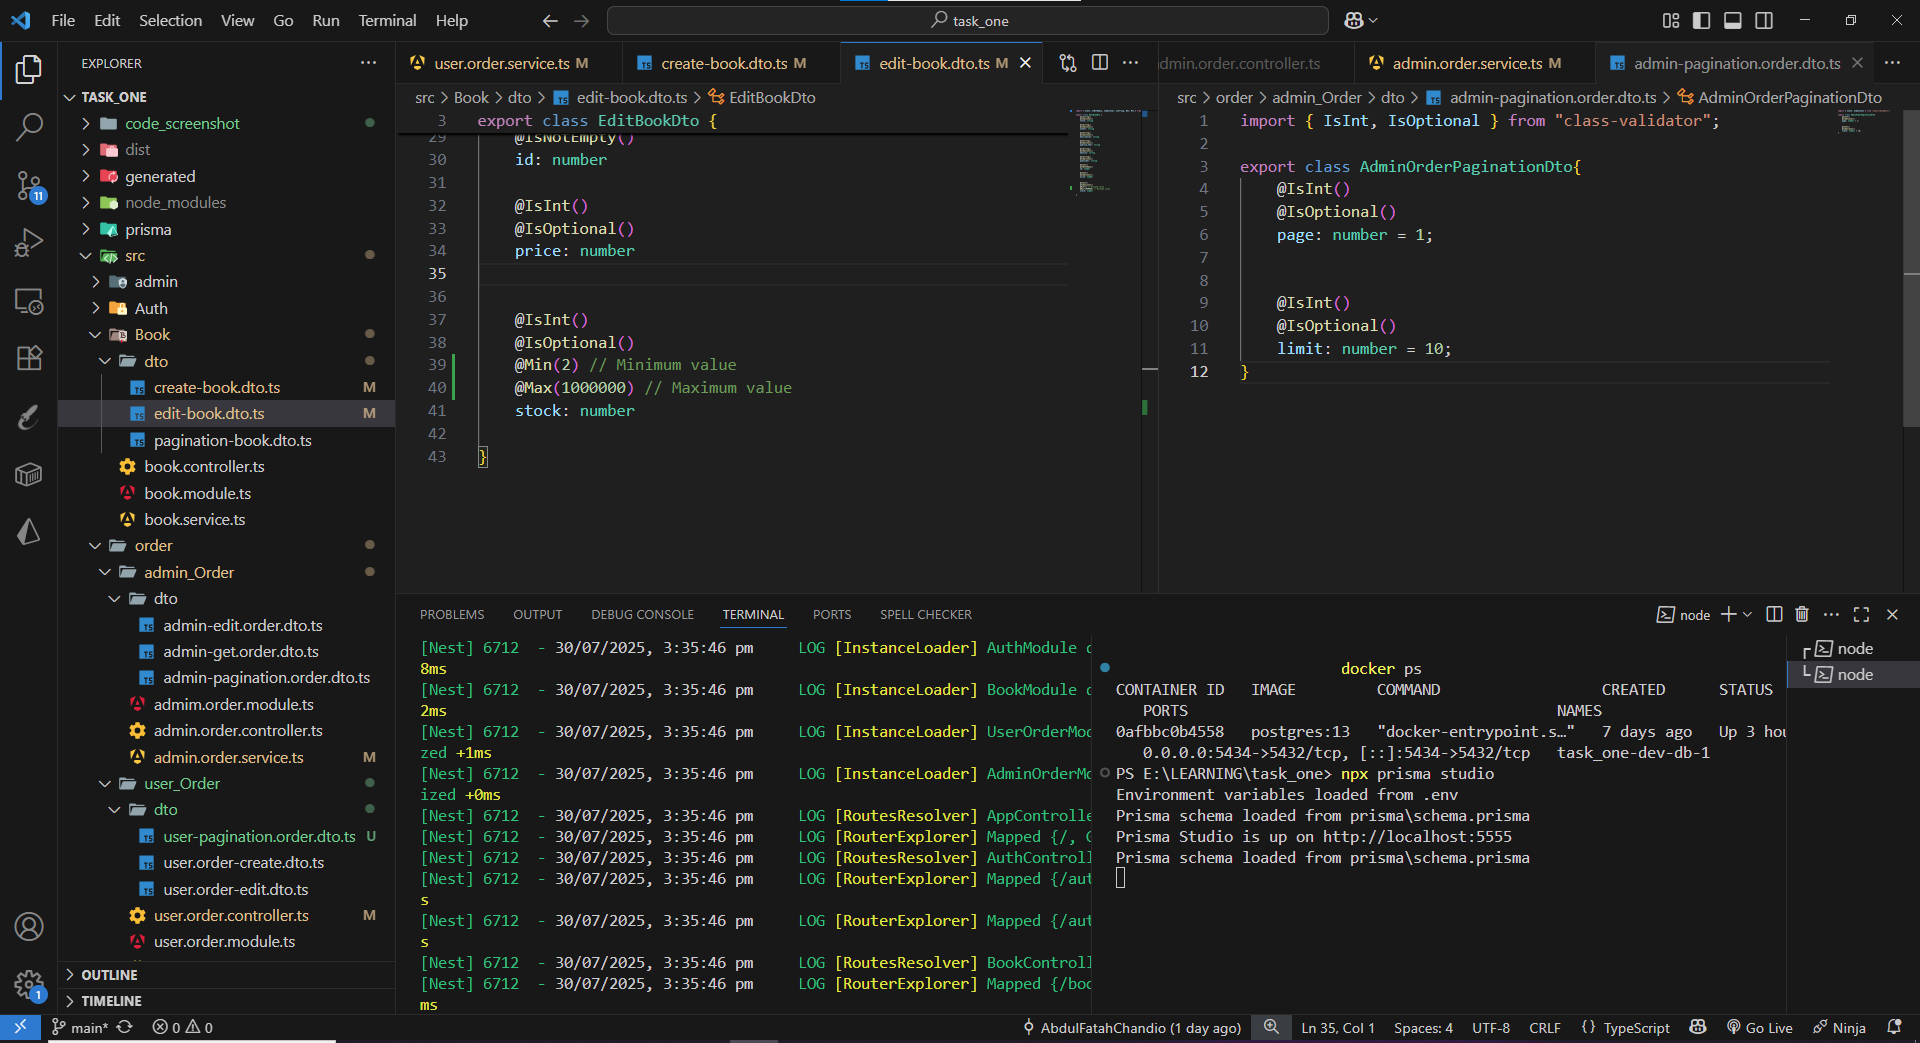 File Edit Selection View Go Run Terminal Help
task_one
EXPLORER
TASK_ONE
code_screenshot
dist
generated
node_modules
prisma
src
admin
Auth
Book
dto
create-book.dto.ts M
edit-book.dto.ts M
pagination-book.dto.ts
book.controller.ts
book.module.ts
book.service.ts
order
admin_Order
dto
admin-edit.order.dto.ts
admin-get.order.dto.ts
admin-pagination.order.dto.ts
admim.order.module.ts
admin.order.controller.ts
admin.order.service.ts M
user_Order
dto
user-pagination.order.dto.ts U
user.order-create.dto.ts
user.order-edit.dto.ts
user.order.controller.ts M
user.order.module.ts
OUTLINE
TIMELINE
11
1
user.order.service.ts M create-book.dto.ts M edit-book.dto.ts M
src > Book > dto > edit-book.dto.ts > EditBookDto
3 export class EditBookDto {
29 @IsNotEmpty()
30 id: number
31
32 @IsInt()
33 @IsOptional()
34 price: number
35
36
37 @IsInt()
38 @IsOptional()
39 @Min(2) // Minimum value
40 @Max(1000000) // Maximum value
41 stock: number
42
43 }
admin.order.controller.ts admin.order.service.ts M admin-pagination.order.dto.ts
src > order > admin_Order > dto > admin-pagination.order.dto.ts > AdminOrderPaginationDto
1 import { IsInt, IsOptional } from "class-validator";
2
3 export class AdminOrderPaginationDto{
4 @IsInt()
5 @IsOptional()
6 page: number = 1;
7
8
9 @IsInt()
10 @IsOptional()
11 limit: number = 10;
12 }
PROBLEMS OUTPUT DEBUG CONSOLE TERMINAL PORTS SPELL CHECKER
node
[Nest] 6712 - 30/07/2025, 3:35:46 pm LOG [InstanceLoader] AuthModule d
8ms
[Nest] 6712 - 30/07/2025, 3:35:46 pm LOG [InstanceLoader] BookModule d
2ms
[Nest] 6712 - 30/07/2025, 3:35:46 pm LOG [InstanceLoader] UserOrderMod
zed +1ms
[Nest] 6712 - 30/07/2025, 3:35:46 pm LOG [InstanceLoader] AdminOrderMo
ized +0ms
[Nest] 6712 - 30/07/2025, 3:35:46 pm LOG [RoutesResolver] AppControlle
[Nest] 6712 - 30/07/2025, 3:35:46 pm LOG [RouterExplorer] Mapped {/, G
[Nest] 6712 - 30/07/2025, 3:35:46 pm LOG [RoutesResolver] AuthControll
[Nest] 6712 - 30/07/2025, 3:35:46 pm LOG [RouterExplorer] Mapped {/aut
s
[Nest] 6712 - 30/07/2025, 3:35:46 pm LOG [RouterExplorer] Mapped {/aut
s
[Nest] 6712 - 30/07/2025, 3:35:46 pm LOG [RoutesResolver] BookControll
[Nest] 6712 - 30/07/2025, 3:35:46 pm LOG [RouterExplorer] Mapped {/boo
ms
docker ps
CONTAINER ID IMAGE COMMAND CREATED STATUS
PORTS NAMES
0afbbc0b4558 postgres:13 "docker-entrypoint.s…" 7 days ago Up 3 hou
0.0.0.0:5434->5432/tcp, [::]:5434->5432/tcp task_one-dev-db-1
PS E:\LEARNING\task_one> npx prisma studio
Environment variables loaded from .env
Prisma schema loaded from prisma\schema.prisma
Prisma Studio is up on http://localhost:5555
Prisma schema loaded from prisma\schema.prisma
node
node
main* 0 0 AbdulFatahChandio (1 day ago) Ln 35, Col 1 Spaces: 4 UTF-8 CRLF {} TypeScript Go Live Ninja